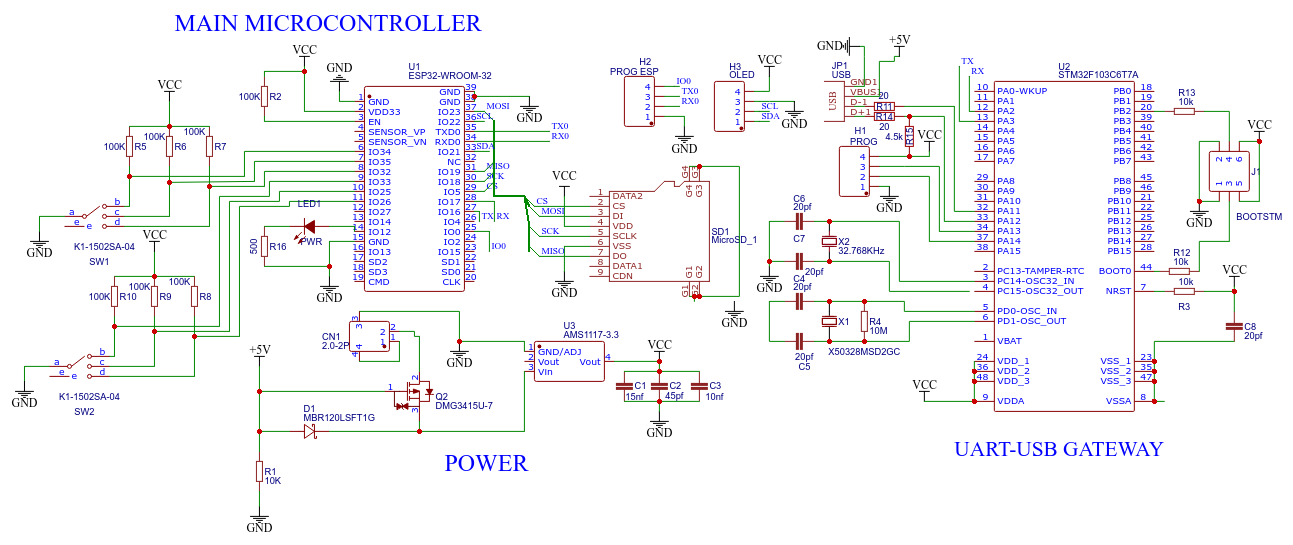 MAIN MICROCONTROLLER
VCC
GND
U1
ESP32-WROOM-32
1 GND
2 VDD33
3 EN
4 SENSOR_VP
5 SENSOR_VN
6 IO34
7 IO35
8 IO32
9 IO33
10 IO25
11 IO26
12 IO27
13 IO14
14 IO12
15 GND
16 IO13
17 SD2
18 SD3
19 CMD
GND 39
GND 38
IO23 37
IO22 36
TXD0 35
RXD0 34
IO21 33
NC 32
IO19 31
IO18 30
IO5 29
IO17 28
IO16 27
IO4 26
IO0 25
IO2 24
IO15 23
SD1 22
SD0 21
CLK 20
MOSI
SCL
TX0
RX0
SDA
MISO
SCK
CS
TX RX
IO0
GND
100K R2
VCC
100K R5
100K R6
100K R7
a b
c
e e d
K1-1502SA-04
SW1
GND
VCC
100K R10
100K R9
100K R8
a b
c
e e d
K1-1502SA-04
SW2
GND
LED1
PWR
500 R16
GND
H2
PROG ESP
4
3
2
1
IO0
TX0
RX0
GND
H3
OLED
4
3
2
1
VCC
GND
SCL
SDA
VCC
CS
MOSI
SCK
MISO
GND
1 DATA2
2 CS
3 DI
4 VDD
5 SCLK
6 VSS
7 DO
8 DATA1
9 CDN
G4 G3
G4 G3
G1 G2
G1 G2
SD1
MicroSD_1
GND
CN1
2.0-2P
3
2 2
1 1
4
GND
+5V
D1
MBR120LSFT1G
R1
10K
GND
1
2
3
Q2
DMG3415U-7
U3
AMS1117-3.3
1 GND/ADJ
2 Vout
3 Vin
Vout 4
VCC
C1
15nf
C2
45pf
C3
10nf
GND
POWER
GND
+5V
JP1
USB
USB
GND1
VBUS1
D-1
D+1
20
R11
R14
20
4.5k R15
VCC
H1
PROG
4
3
2
1
GND
TX
RX
C6
20pf
C7
20pf
X2
32.768KHz
GND
C4
20pf
20pf
C5
X1
R4
10M
X50328MSD2GC
U2
STM32F103C6T7A
10 PA0-WKUP
11 PA1
12 PA2
13 PA3
14 PA4
15 PA5
16 PA6
17 PA7
29 PA8
30 PA9
31 PA10
32 PA11
33 PA12
34 PA13
37 PA14
38 PA15
2 PC13-TAMPER-RTC
3 PC14-OSC32_IN
4 PC15-OSC32_OUT
5 PD0-OSC_IN
6 PD1-OSC_OUT
1 VBAT
24 VDD_1
36 VDD_2
48 VDD_3
9 VDDA
PB0 18
PB1 19
PB2 20
PB3 39
PB4 40
PB5 41
PB6 42
PB7 43
PB8 45
PB9 46
PB10 21
PB11 22
PB12 25
PB13 26
PB14 27
PB15 28
BOOT0 44
NRST 7
VSS_1 23
VSS_2 35
VSS_3 47
VSSA 8
VCC
R13
10k
VCC
2 4 6
1 3 5
J1
BOOTSTM
GND
R12
10k
10k
R3
VCC
C8
20pf
UART-USB GATEWAY